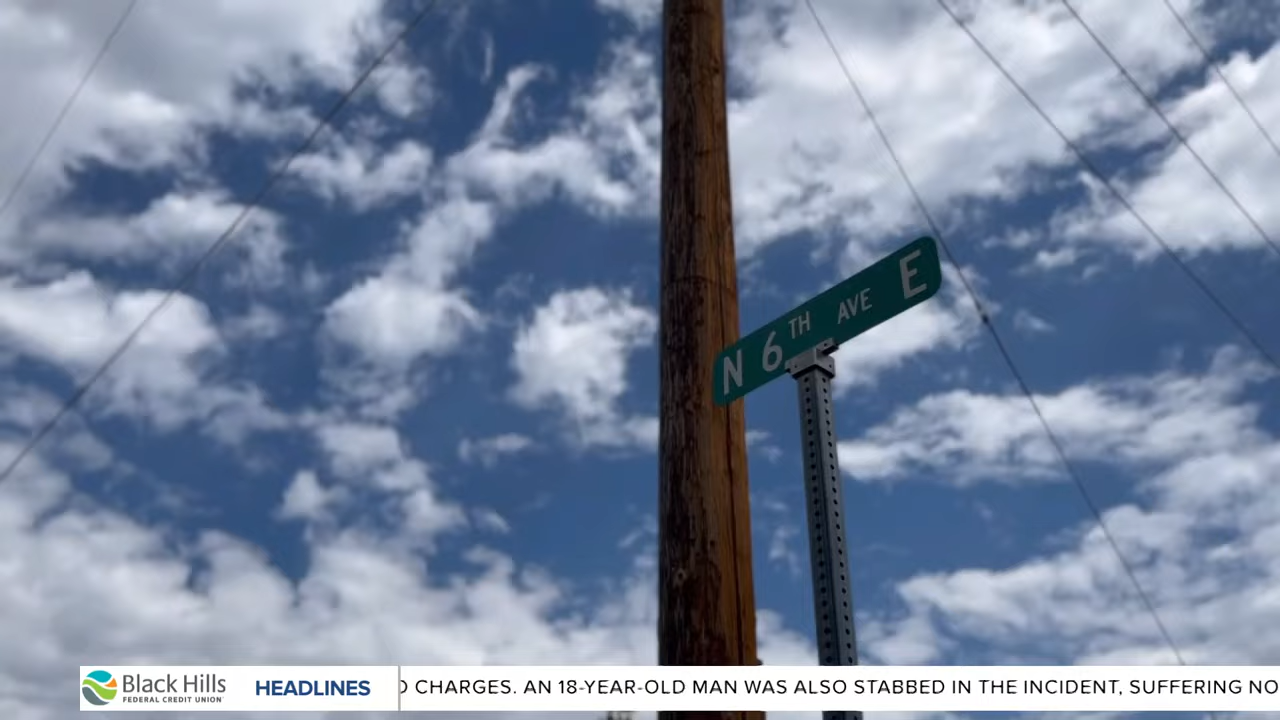 N 6TH AVE E
Black Hills
FEDERAL CREDIT UNION
HEADLINES
CHARGES. AN 18-YEAR-OLD MAN WAS ALSO STABBED IN THE INCIDENT, SUFFERING NO